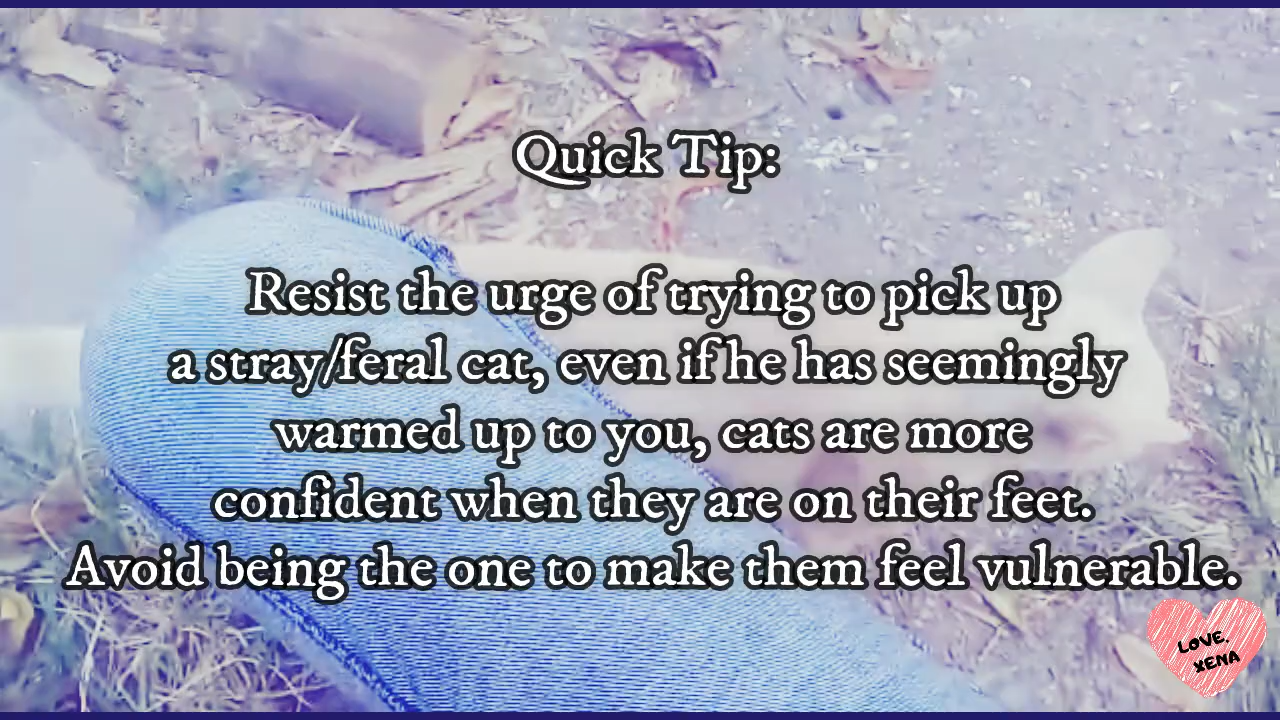 Quick Tip:
Resist the urge of trying to pick up
a stray/feral cat, even if he has seemingly
warmed up to you, cats are more
confident when they are on their feet.
Avoid being the one to make them feel vulnerable.
LOVE,
XENA